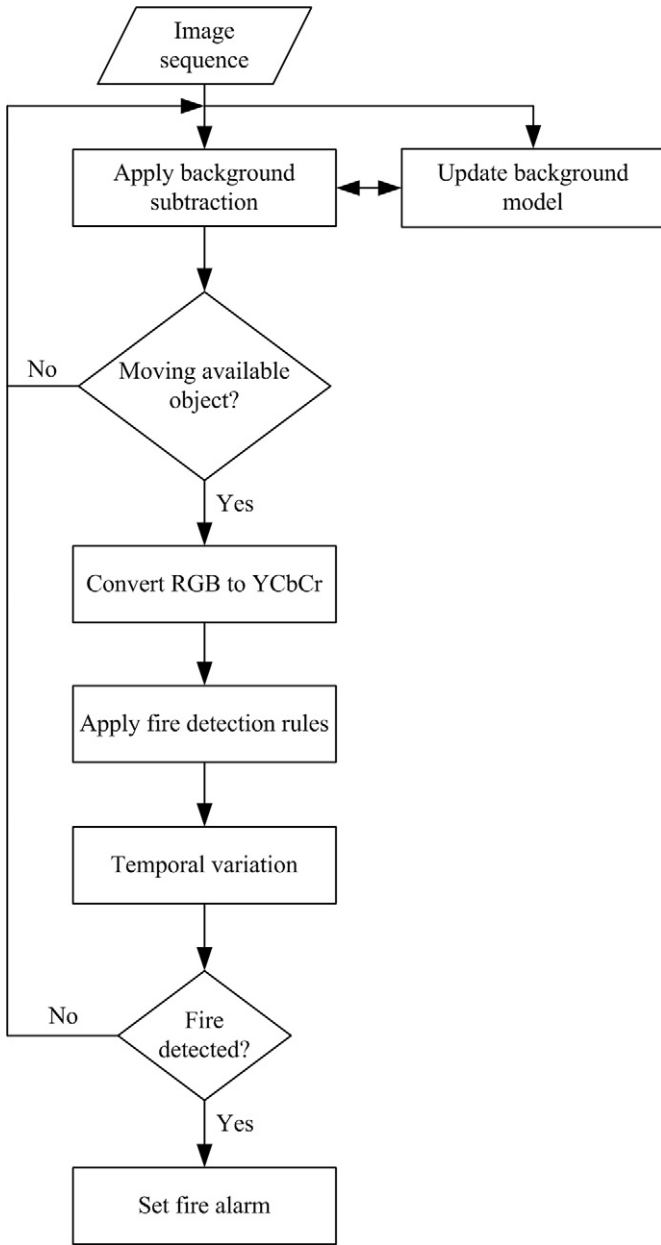 Image
sequence
Apply background
subtraction
Update background
model
Moving available
object?
No
Yes
Convert RGB to YCbCr
Apply fire detection rules
Temporal variation
Fire
detected?
No
Yes
Set fire alarm